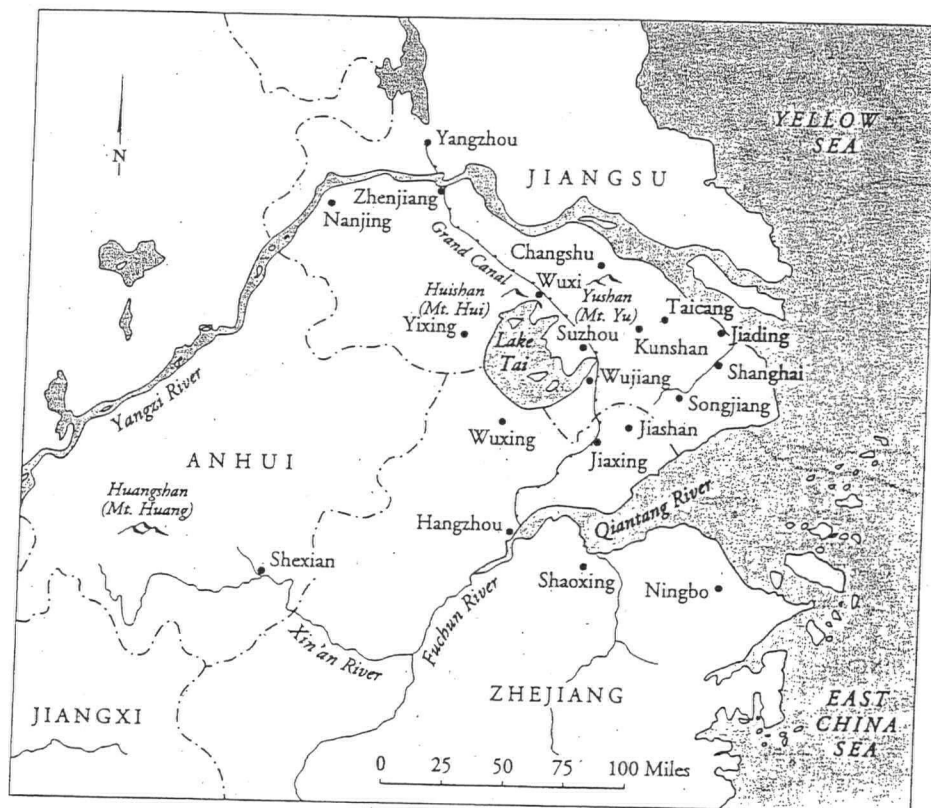 YELLOW
SEA
N
Yangzhou
JIANGSU
Zhenjiang
Nanjing
Grand Canal
Changshu
Huishan
(Mt. Hui)
Wuxi
Yushan
(Mt. Yu)
Taicang
Yixing
Lake
Tai
Suzhou
Kunshan
Jiading
Shanghai
Wujiang
Songjiang
Yangzi River
Wuxing
Jiashan
Jiaxing
ANHUI
Huangshan
(Mt. Huang)
Hangzhou
Qiantang River
Shexian
Shaoxing
Ningbo
Fuchun River
Xin'an River
ZHEJIANG
JIANGXI
EAST
CHINA
SEA
0 25 50 75 100 Miles